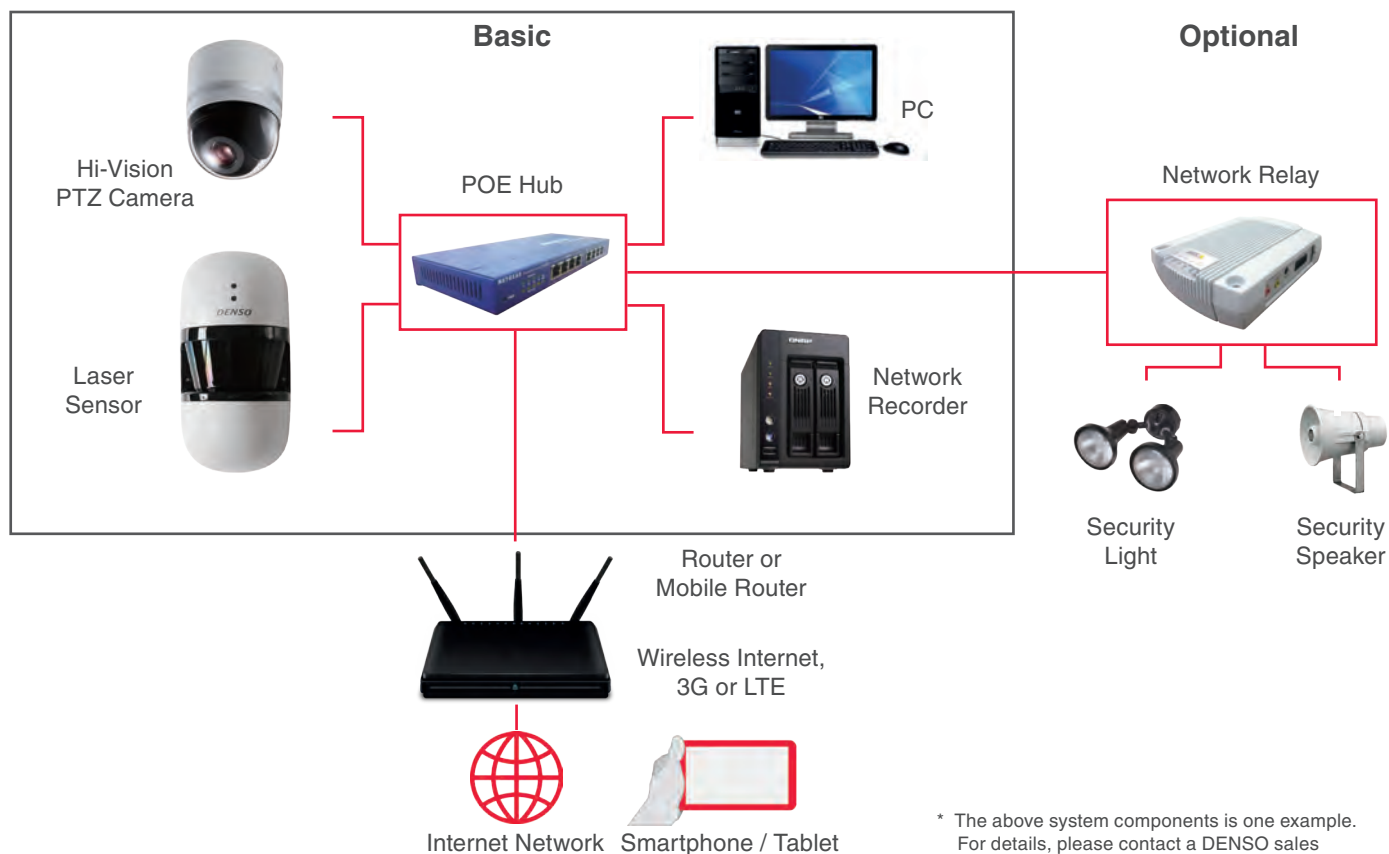 Basic
Optional
Hi-Vision
PTZ Camera
POE Hub
PC
Network Relay
DENSO
Laser
Sensor
Network
Recorder
Security
Light
Security
Speaker
Router or
Mobile Router
Wireless Internet,
3G or LTE
Internet Network
Smartphone / Tablet
* The above system components is one example.
For details, please contact a DENSO sales